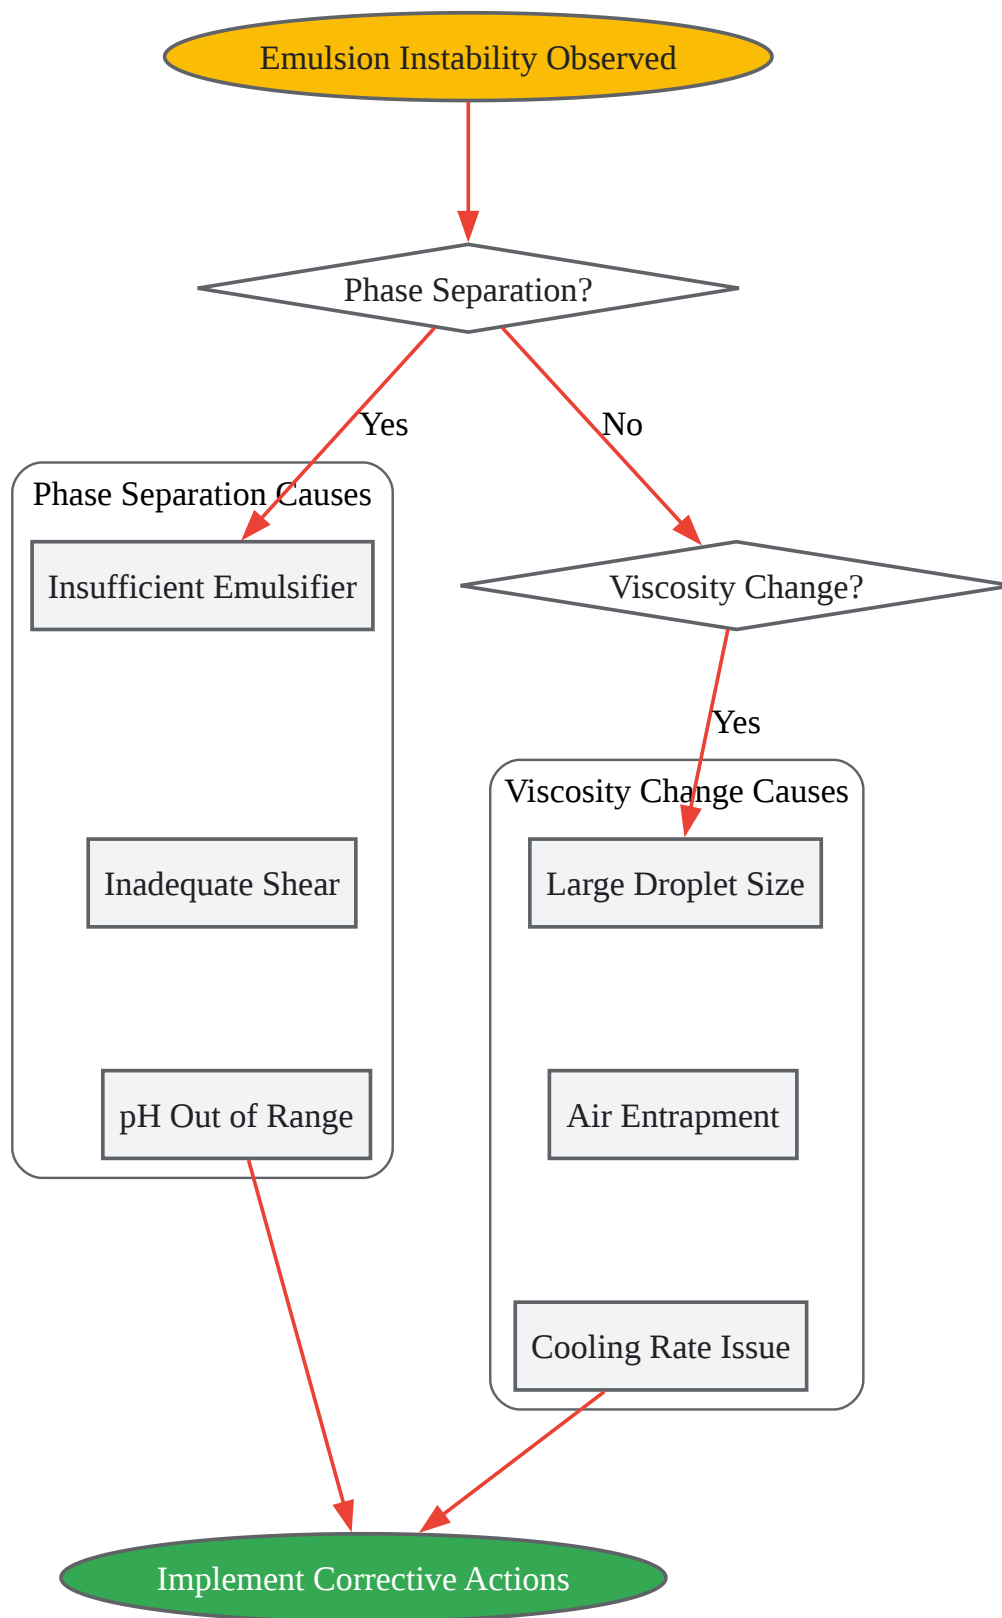 Emulsion Instability Observed
Phase Separation?
Yes
No
Phase Separation Causes
Insufficient Emulsifier
Viscosity Change?
Yes
Viscosity Change Causes
Inadequate Shear
Large Droplet Size
pH Out of Range
Air Entrapment
Cooling Rate Issue
Implement Corrective Actions